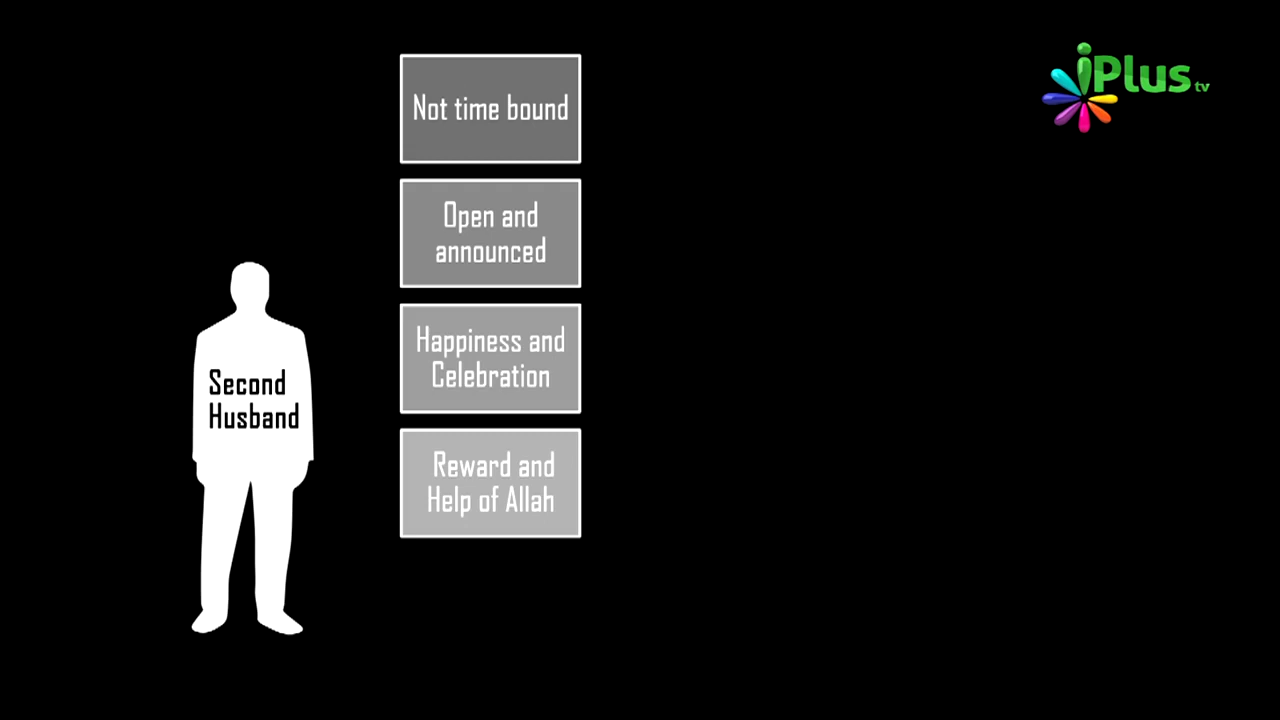 iPlus tv
Not time bound
Open and
announced
Happiness and
Celebration
Second
Husband
Reward and
Help of Allah